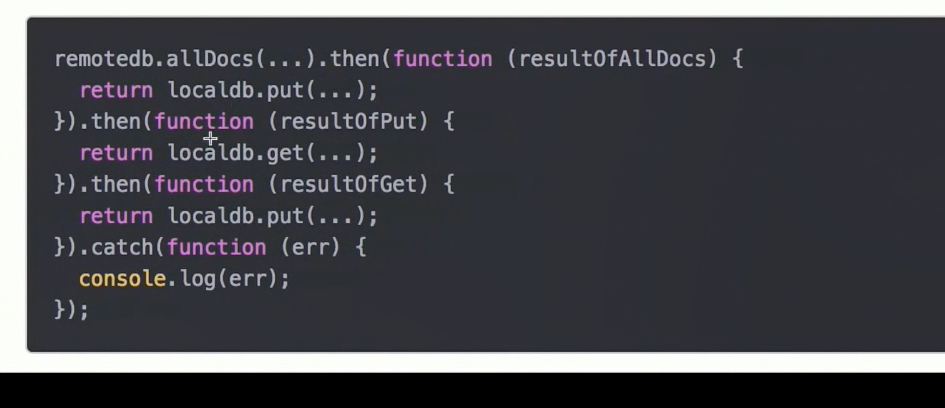 remotedb.allDocs(...).then(function (resultOfAllDocs) {
  return localdb.put(...);
}).then(function (resultOfPut) {
  return localdb.get(...);
}).then(function (resultOfGet) {
  return localdb.put(...);
}).catch(function (err) {
  console.log(err);
});